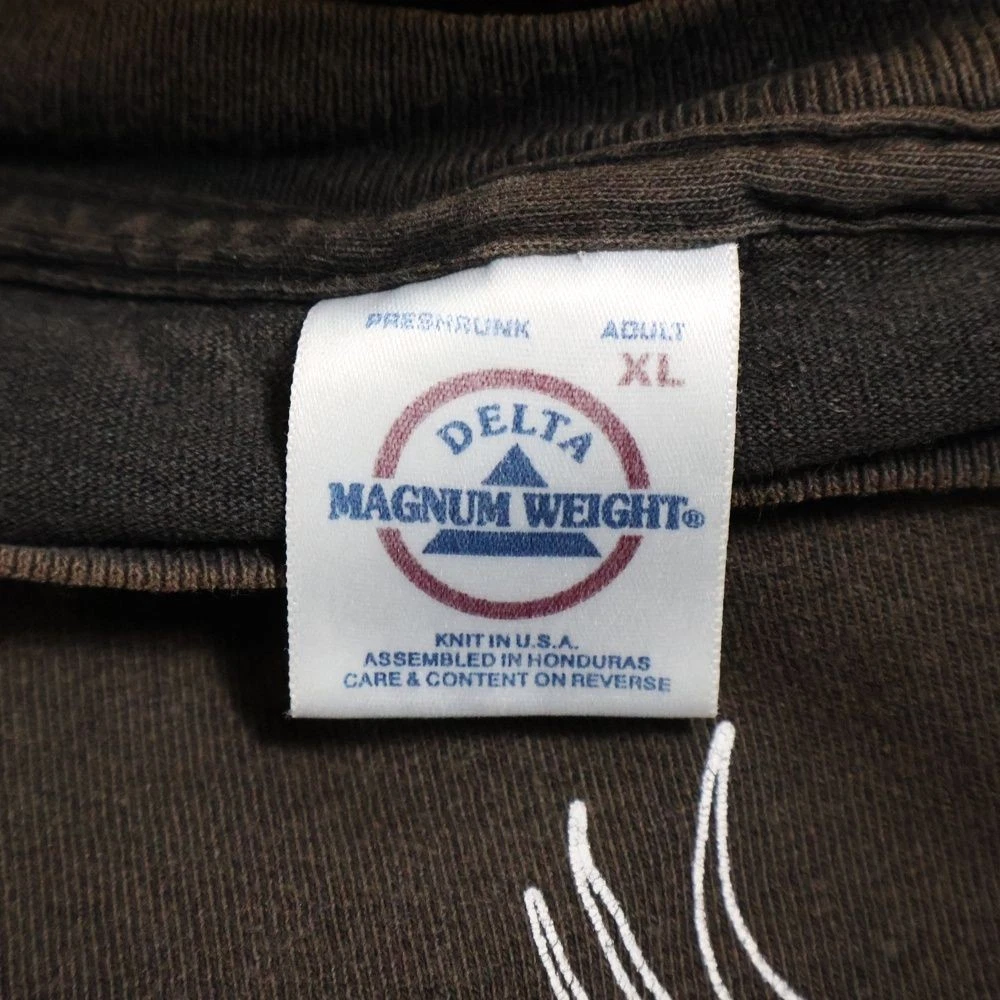 PRESHRUNK ADULT
XL
DELTA
MAGNUM WEIGHT®
KNIT IN U.S.A.
ASSEMBLED IN HONDURAS
CARE & CONTENT ON REVERSE